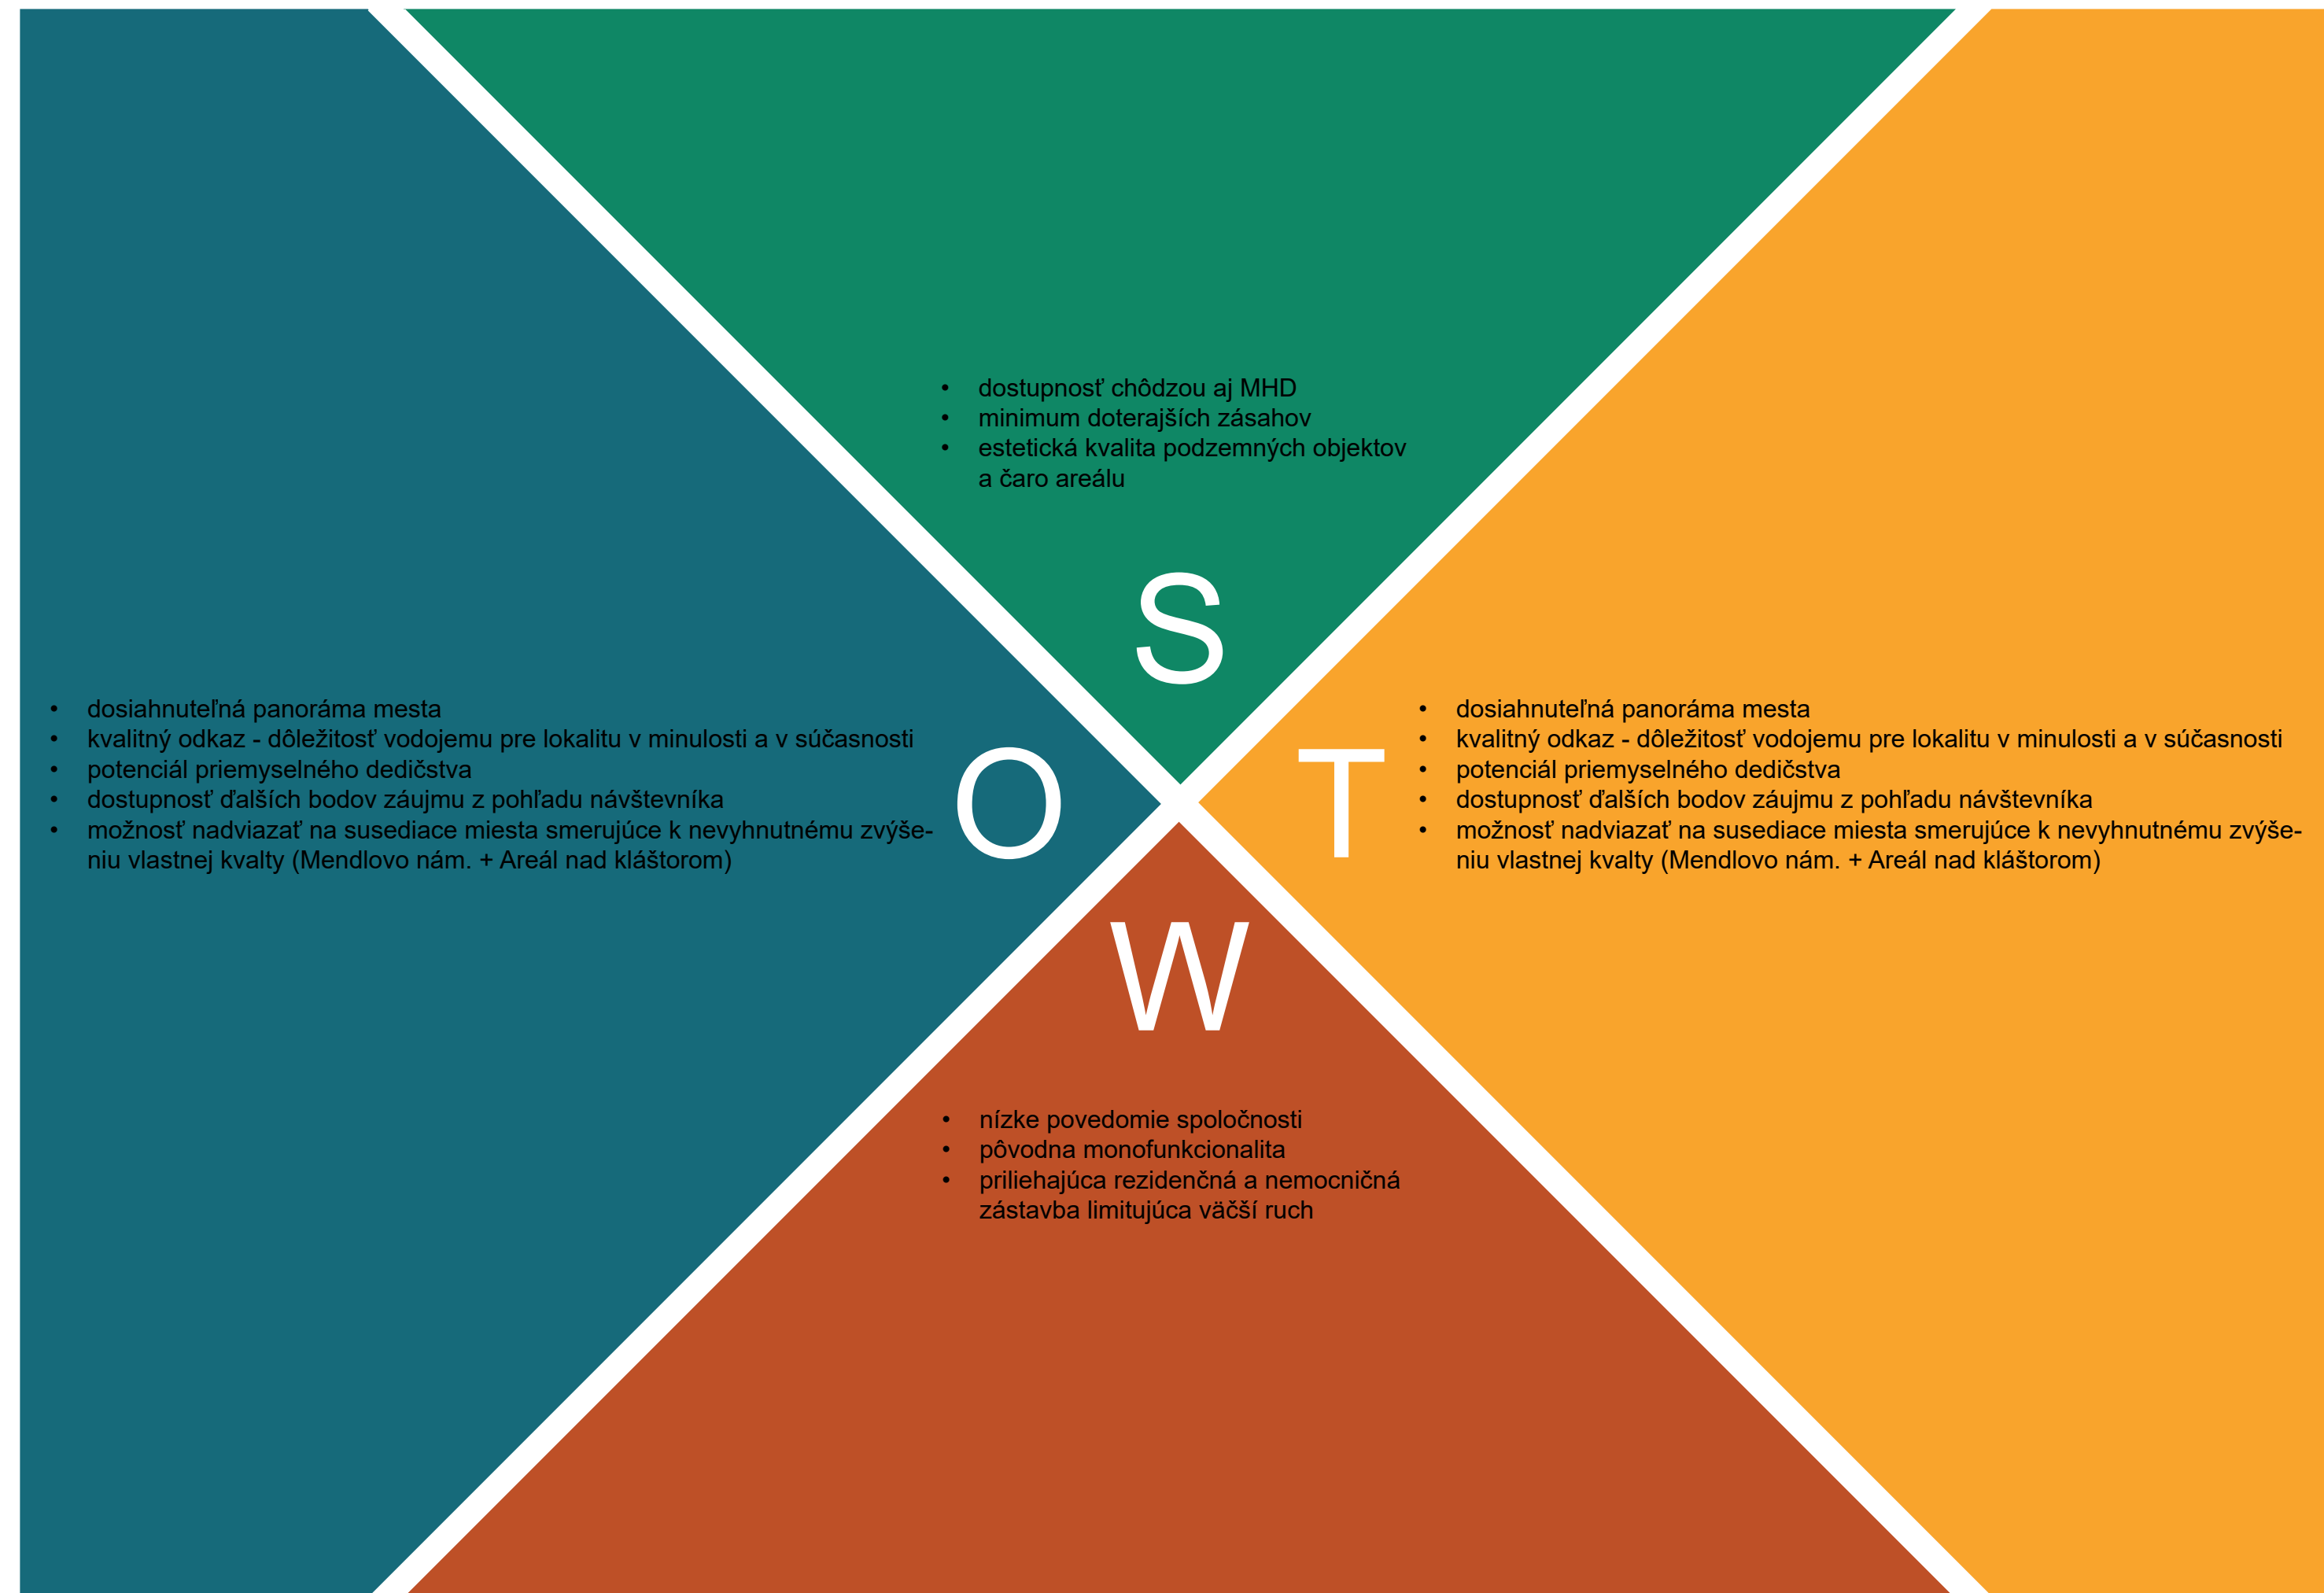 • dostupnosť chôdzou aj MHD
• minimum doterajších zásahov
• estetická kvalita podzemných objektov
a čaro areálu
S
• dosiahnuteľná panoráma mesta
• kvalitný odkaz - dôležitosť vodojemu pre lokalitu v minulosti a v súčasnosti
• potenciál priemyselného dedičstva
• dostupnosť ďalších bodov záujmu z pohľadu návštevníka
• možnosť nadviazať na susediace miesta smerujúce k nevyhnutnému zvýše-
niu vlastnej kvalty (Mendlovo nám. + Areál nad kláštorom)
O
T
• dosiahnuteľná panoráma mesta
• kvalitný odkaz - dôležitosť vodojemu pre lokalitu v minulosti a v súčasnosti
• potenciál priemyselného dedičstva
• dostupnosť ďalších bodov záujmu z pohľadu návštevníka
• možnosť nadviazať na susediace miesta smerujúce k nevyhnutnému zvýše-
niu vlastnej kvalty (Mendlovo nám. + Areál nad kláštorom)
W
• nízke povedomie spoločnosti
• pôvodna monofunkcionalita
• priliehajúca rezidenčná a nemocničná
zástavba limitujúca väčší ruch